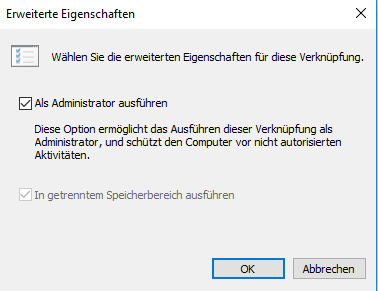 Erweiterte Eigenschaften
Wählen Sie die erweiterten Eigenschaften für diese Verknüpfung.
Als Administrator ausführen
Diese Option ermöglicht das Ausführen dieser Verknüpfung als
Administrator, und schützt den Computer vor nicht autorisierten
Aktivitäten.
In getrenntem Speicherbereich ausführen
OK
Abbrechen